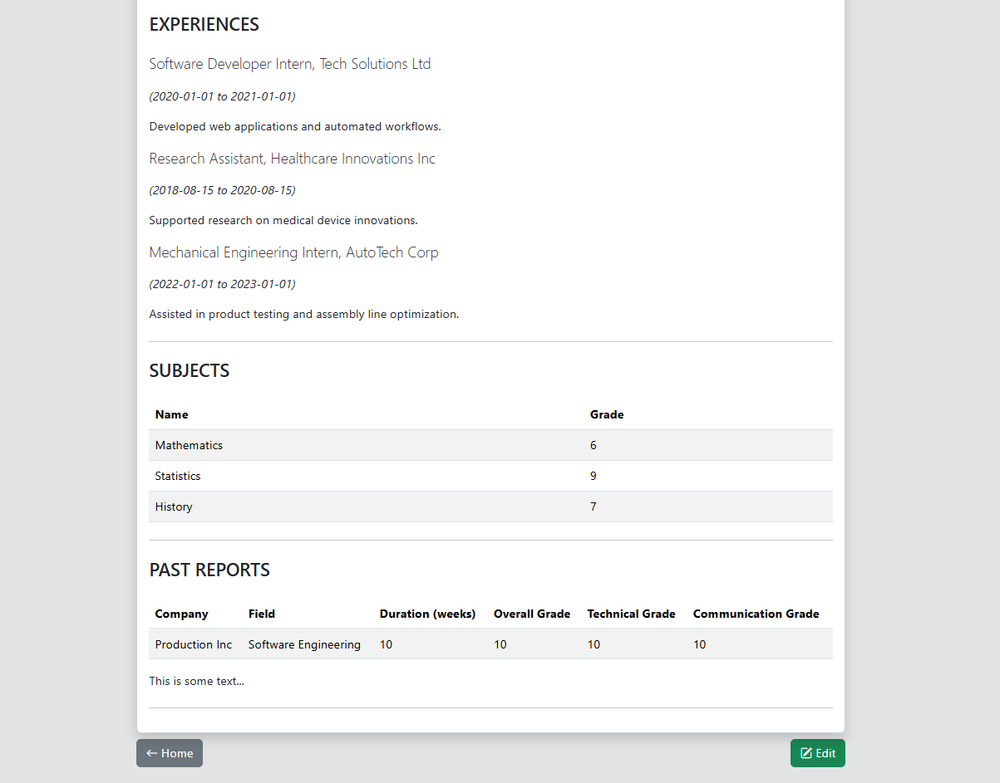 EXPERIENCES
Software Developer Intern, Tech Solutions Ltd
(2020-01-01 to 2021-01-01)
Developed web applications and automated workflows.
Research Assistant, Healthcare Innovations Inc
(2018-08-15 to 2020-08-15)
Supported research on medical device innovations.
Mechanical Engineering Intern, AutoTech Corp
(2022-01-01 to 2023-01-01)
Assisted in product testing and assembly line optimization.
SUBJECTS
Name Grade
Mathematics 6
Statistics 9
History 7
PAST REPORTS
Company Field Duration (weeks) Overall Grade Technical Grade Communication Grade
Production Inc Software Engineering 10 10 10 10
This is some text...
← Home Edit